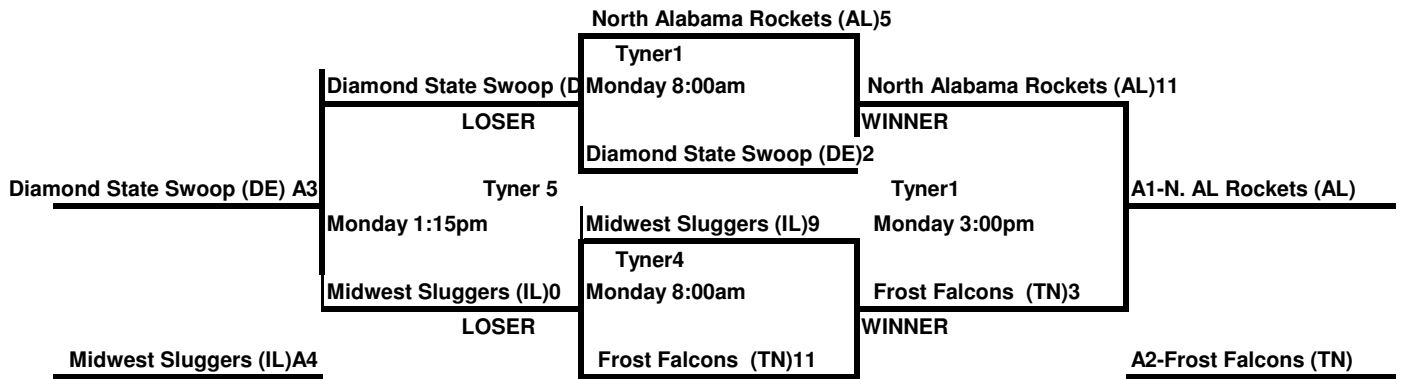 North Alabama Rockets (AL)5
Tyner1
Diamond State Swoop (D
Monday 8:00am
North Alabama Rockets (AL)11
LOSER
WINNER
Diamond State Swoop (DE)2
Diamond State Swoop (DE) A3
Tyner 5
Tyner1
A1-N. AL Rockets (AL)
Monday 1:15pm
Midwest Sluggers (IL)9
Monday 3:00pm
Tyner4
Midwest Sluggers (IL)0
Monday 8:00am
Frost Falcons (TN)3
LOSER
WINNER
Midwest Sluggers (IL)A4
Frost Falcons (TN)11
A2-Frost Falcons (TN)